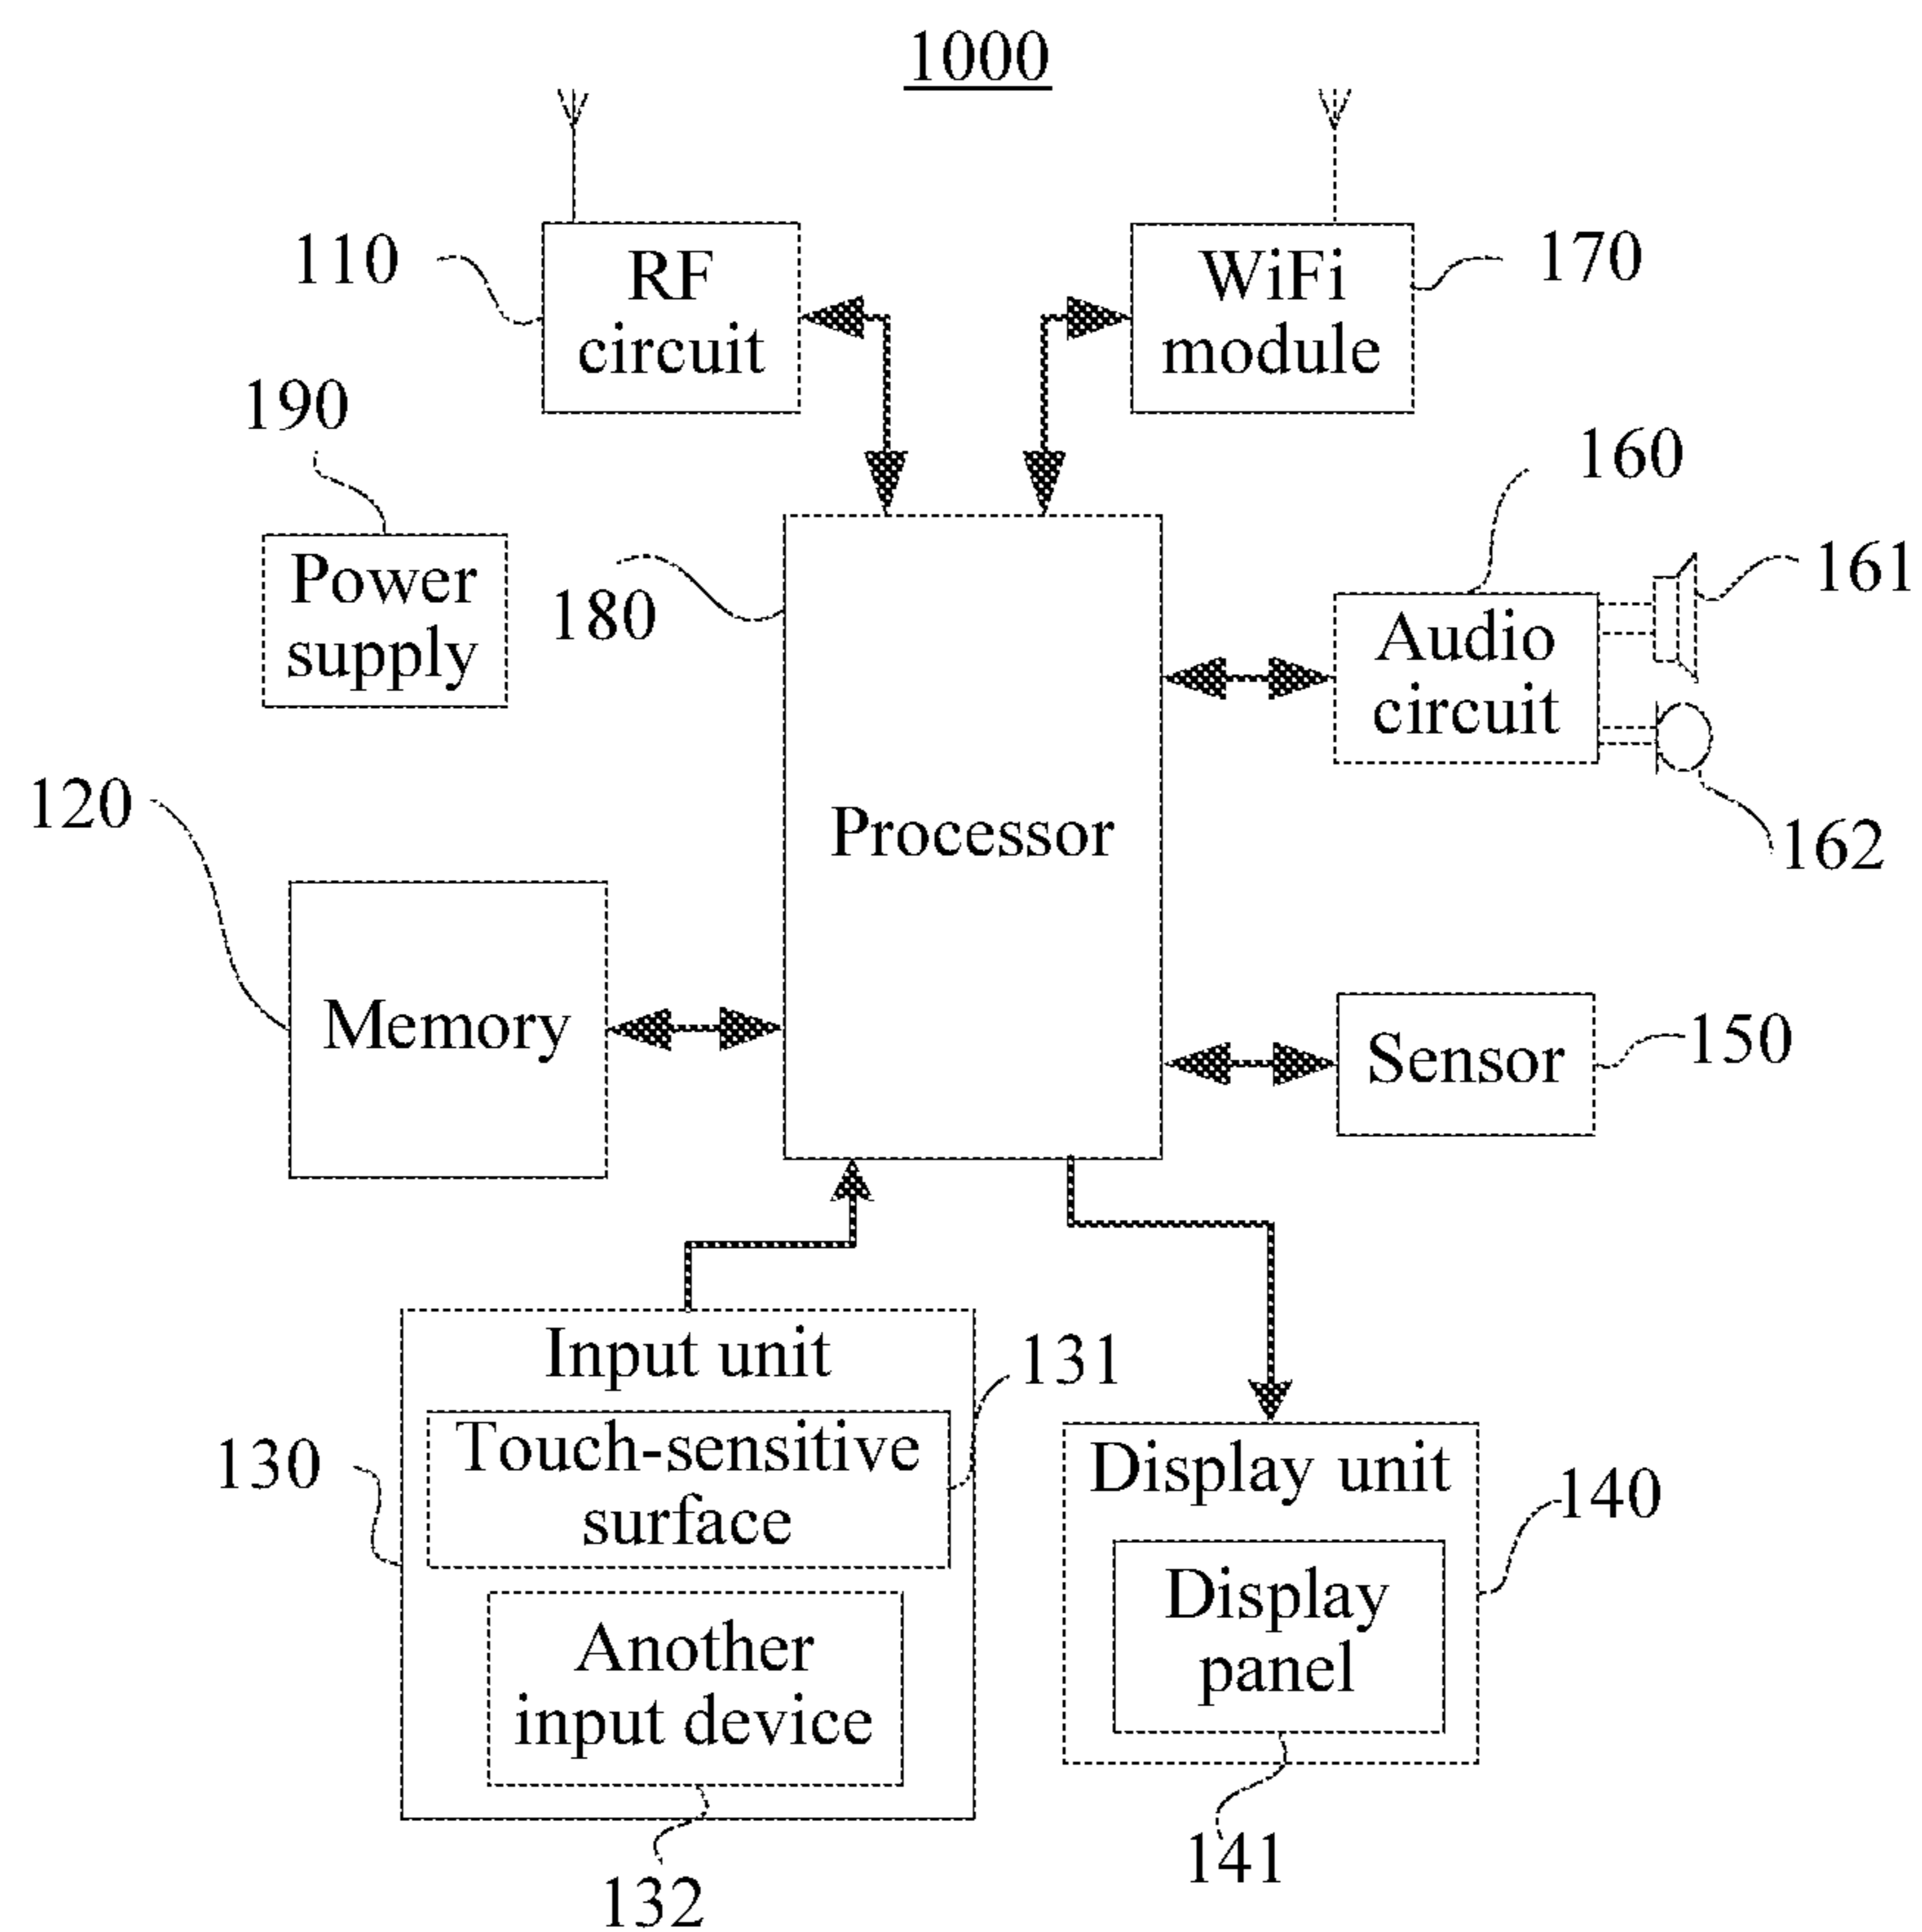 1000
110
RF
circuit
WiFi
module
170
190
Power
supply
180
160
Audio
circuit
161
162
Processor
120
Memory
Sensor
150
Input unit
131
Touch-sensitive
surface
130
Another
input device
132
Display unit
140
Display
panel
141